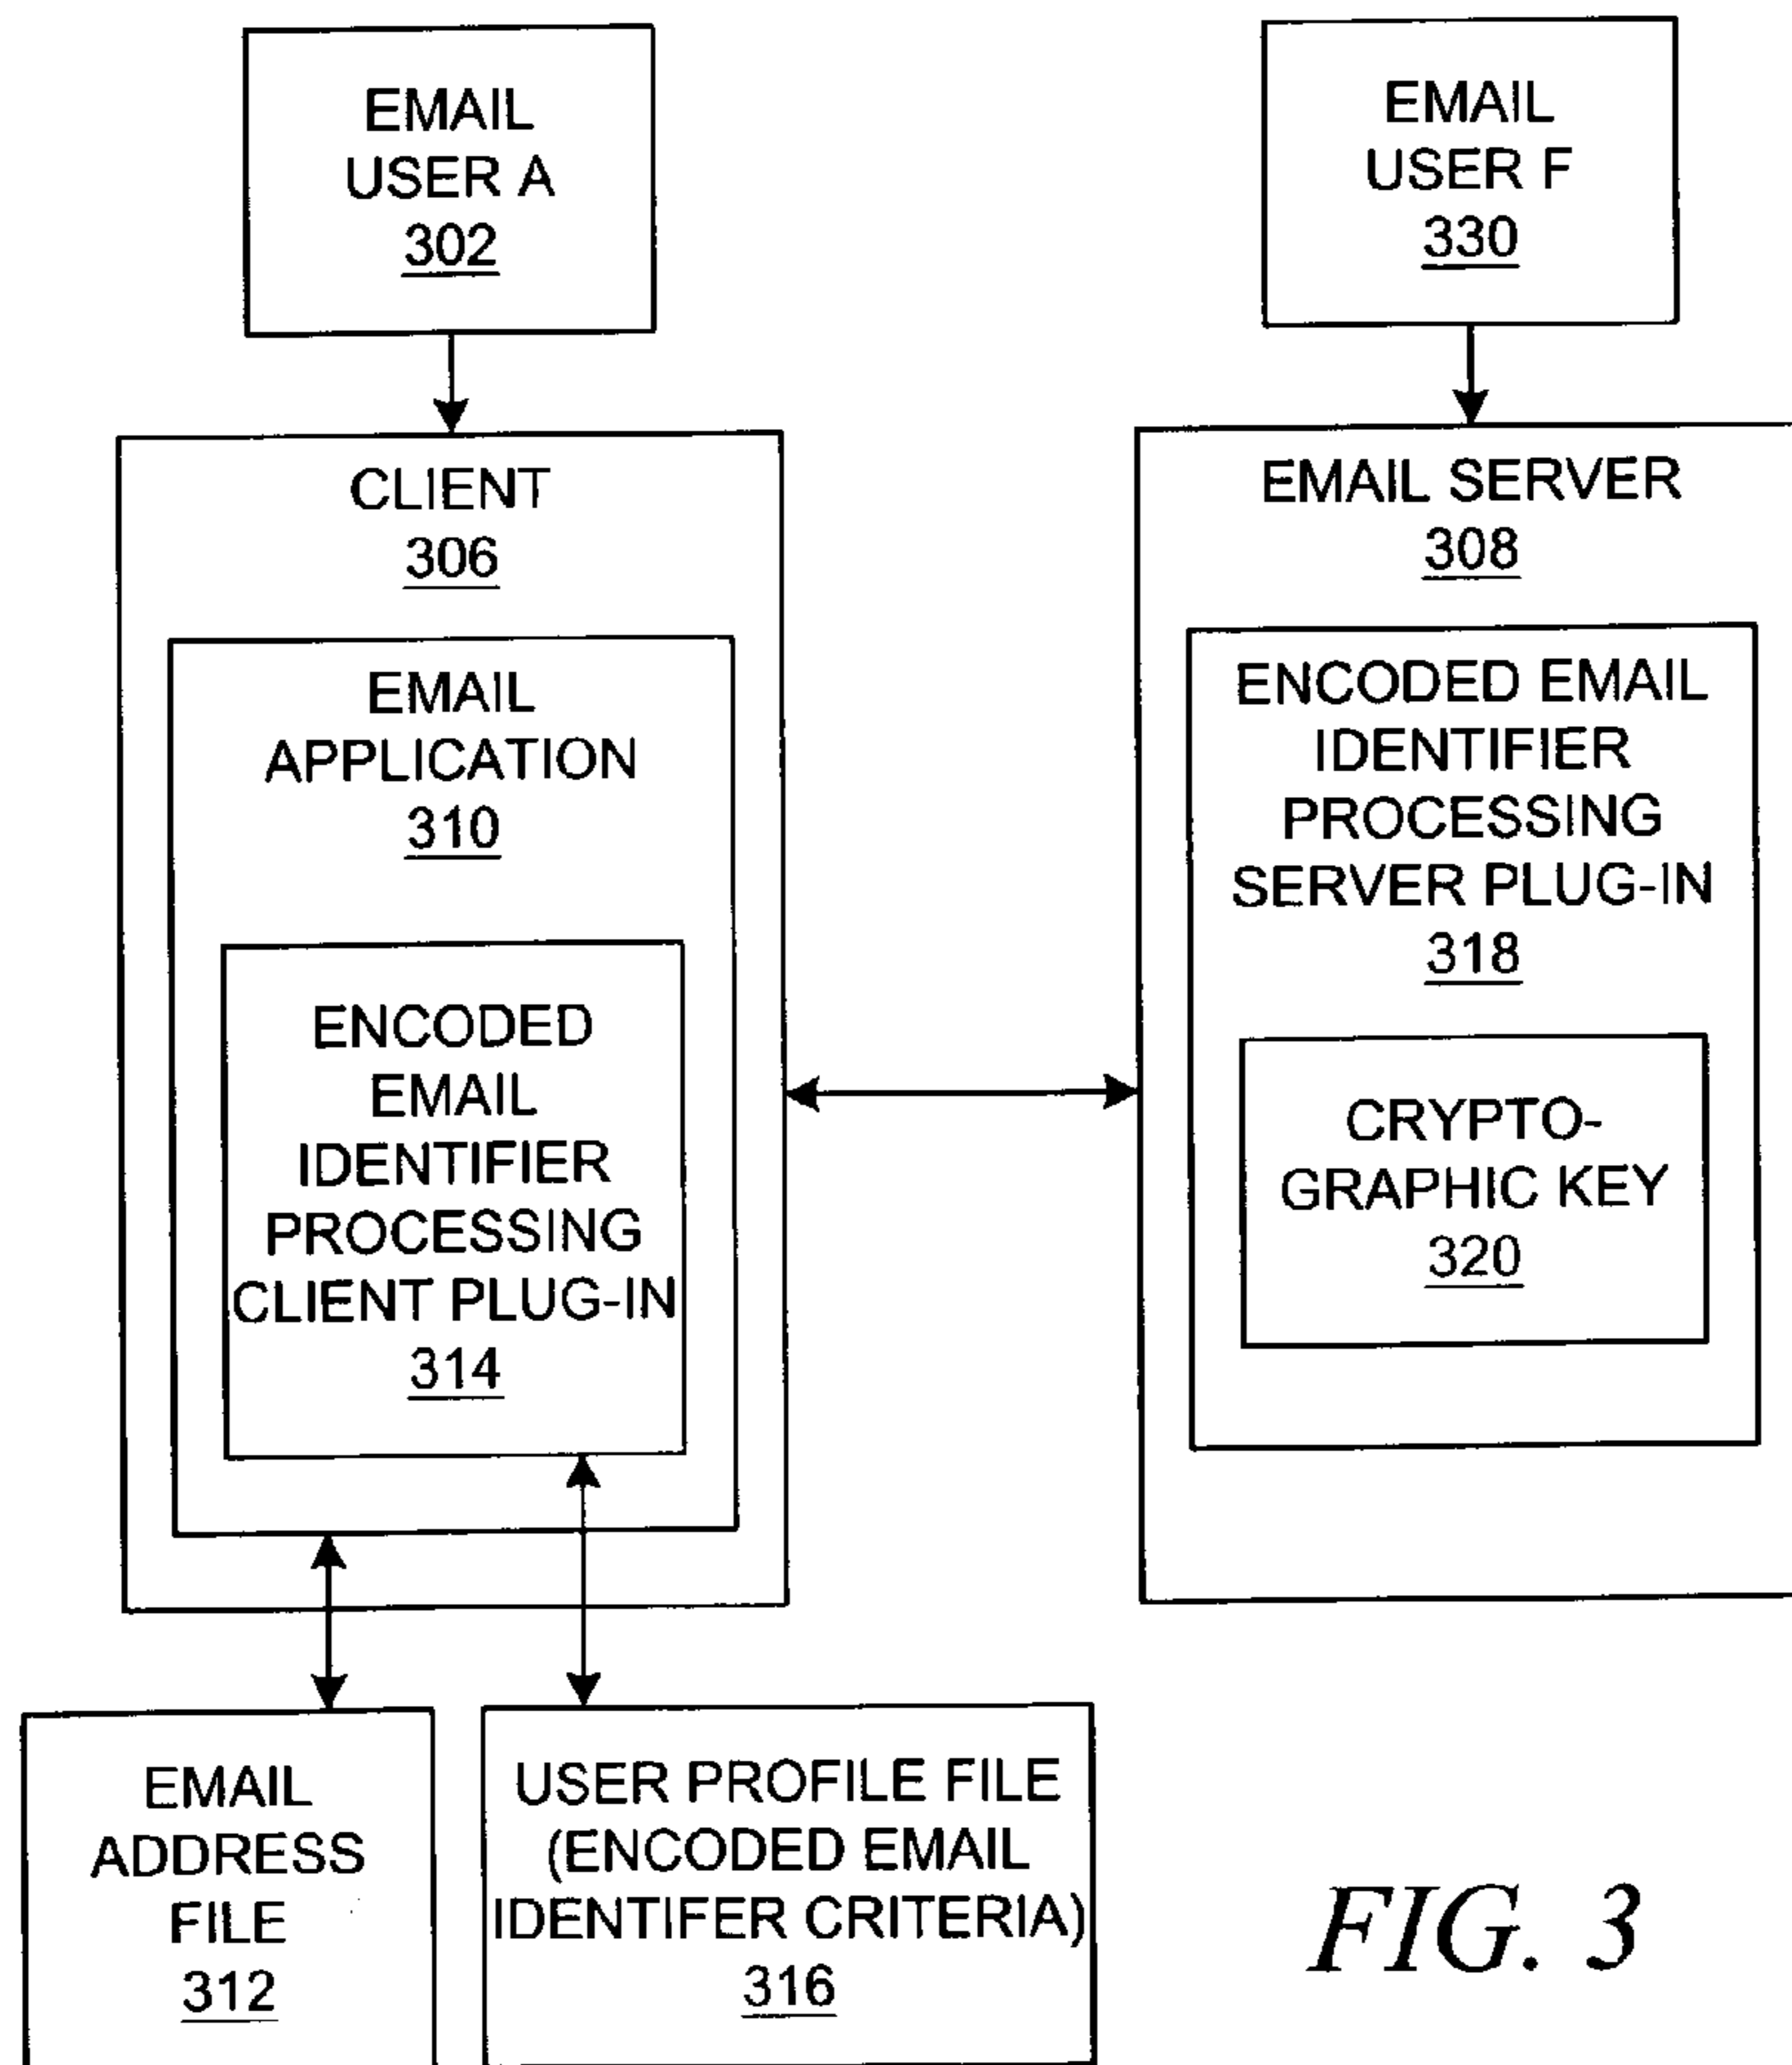 EMAIL
USER A
302
EMAIL
USER F
330
CLIENT
306
EMAIL
APPLICATION
310
ENCODED
EMAIL
IDENTIFIER
PROCESSING
CLIENT PLUG-IN
314
EMAIL SERVER
308
ENCODED EMAIL
IDENTIFIER
PROCESSING
SERVER PLUG-IN
318
CRYPTO-
GRAPHIC KEY
320
EMAIL
ADDRESS
FILE
312
USER PROFILE FILE
(ENCODED EMAIL
IDENTIFER CRITERIA)
316
FIG. 3